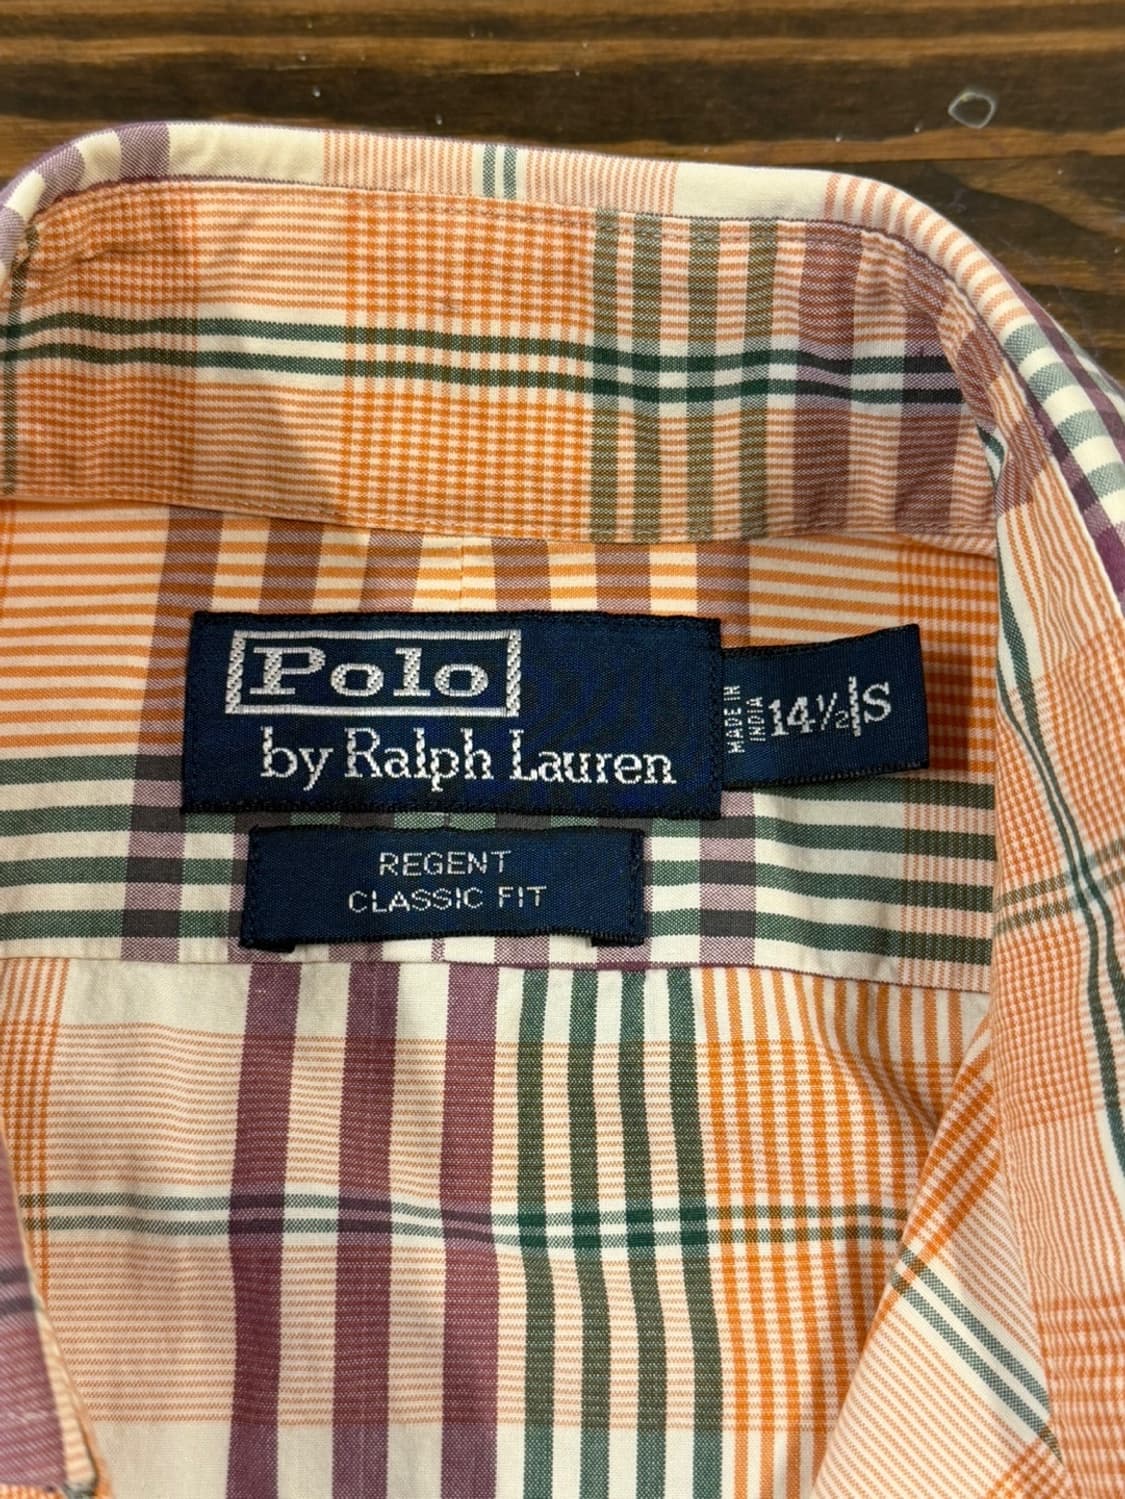 Polo
by Ralph Lauren
MADE IN
INDIA
14½|S
REGENT
CLASSIC FIT